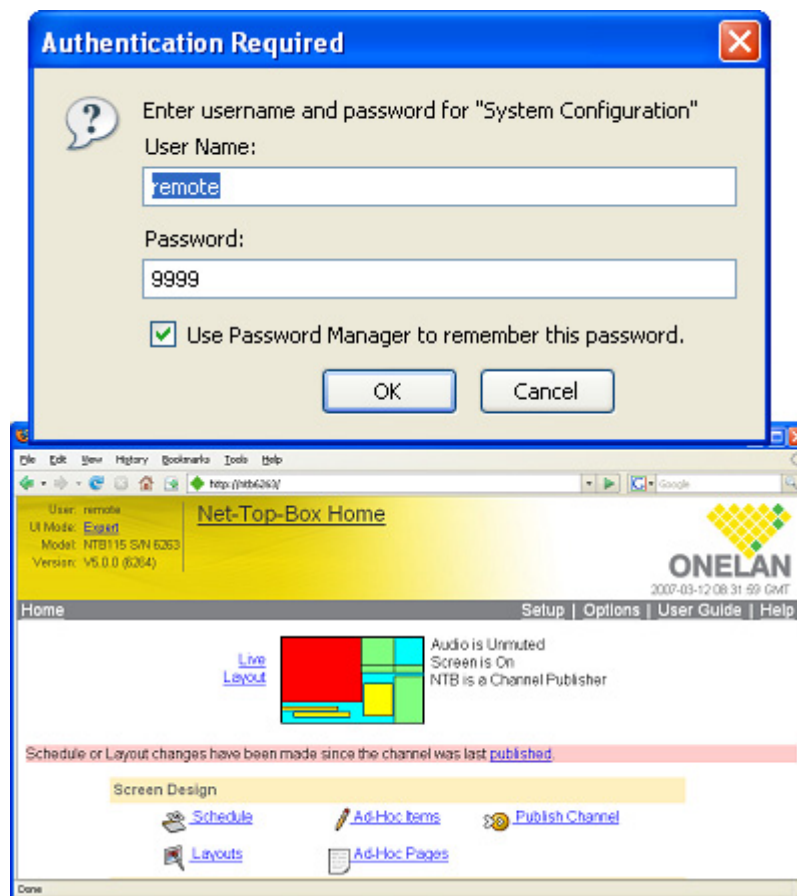 Authentication Required
Enter username and password for "System Configuration"
User Name:
remote
Password:
9999
Use Password Manager to remember this password.
OK
Cancel
File Edit View History Bookmarks Tools Help
http://ntb6263/
Google
User: remote
UI Mode: Expert
Model: NTB115 S/N 6263
Version: V5.0.0 (6264)
Net-Top-Box Home
ONELAN
2007-03-12 08:31:59 GMT
Home
Setup | Options | User Guide | Help
Live
Layout
Audio is Unmuted
Screen is On
NTB is a Channel Publisher
Schedule or Layout changes have been made since the channel was last published.
Screen Design
Schedule
Ad-Hoc Items
Publish Channel
Layouts
Ad-Hoc Pages
Done